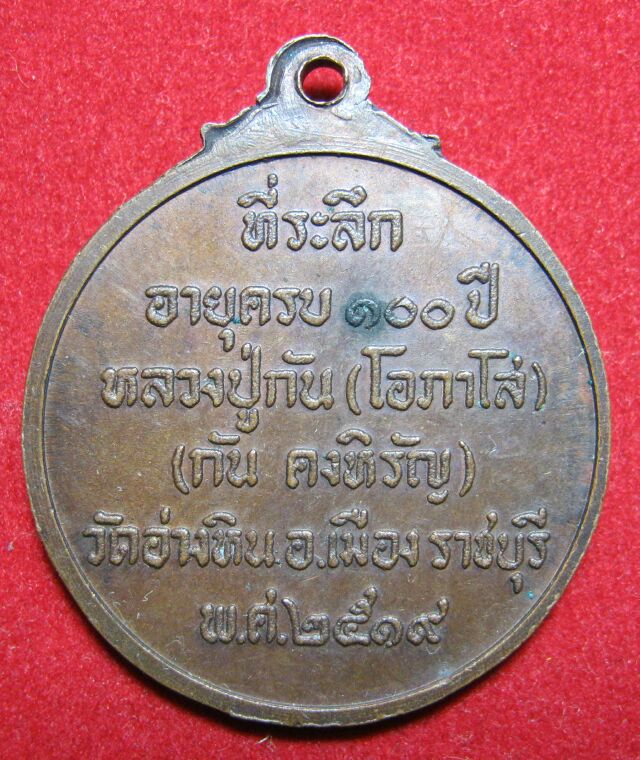 ที่ระลึก
อายุครบ ๑๐๐ ปี
หลวงปู่กัน (โอภาโส)
(กัน คงหิรัญ)
วัดอ่างหิน.อ.เมือง ราชบุรี
พ.ศ.๒๕๑๙